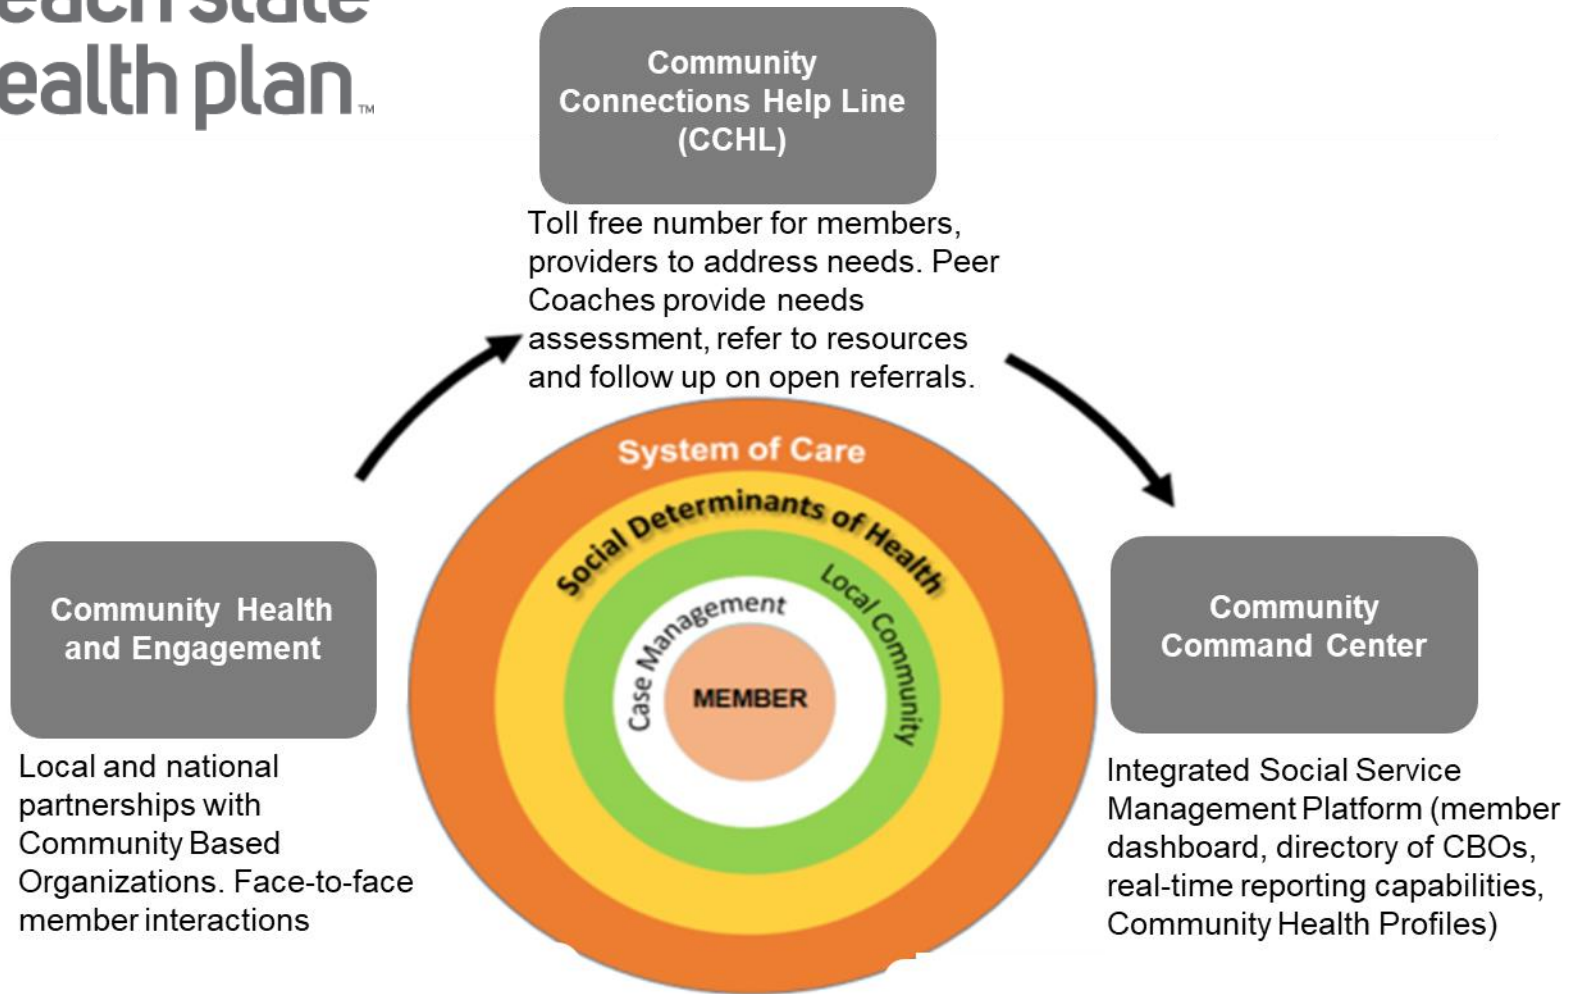 each state
ealth plan™
Community
Connections Help Line
(CCHL)
Toll free number for members,
providers to address needs. Peer
Coaches provide needs
assessment, refer to resources
and follow up on open referrals.
System of Care
Social Determinants of Health
Local Community
Case Management
MEMBER
Community Health
and Engagement
Local and national
partnerships with
Community Based
Organizations. Face-to-face
member interactions
Community
Command Center
Integrated Social Service
Management Platform (member
dashboard, directory of CBOs,
real-time reporting capabilities,
Community Health Profiles)